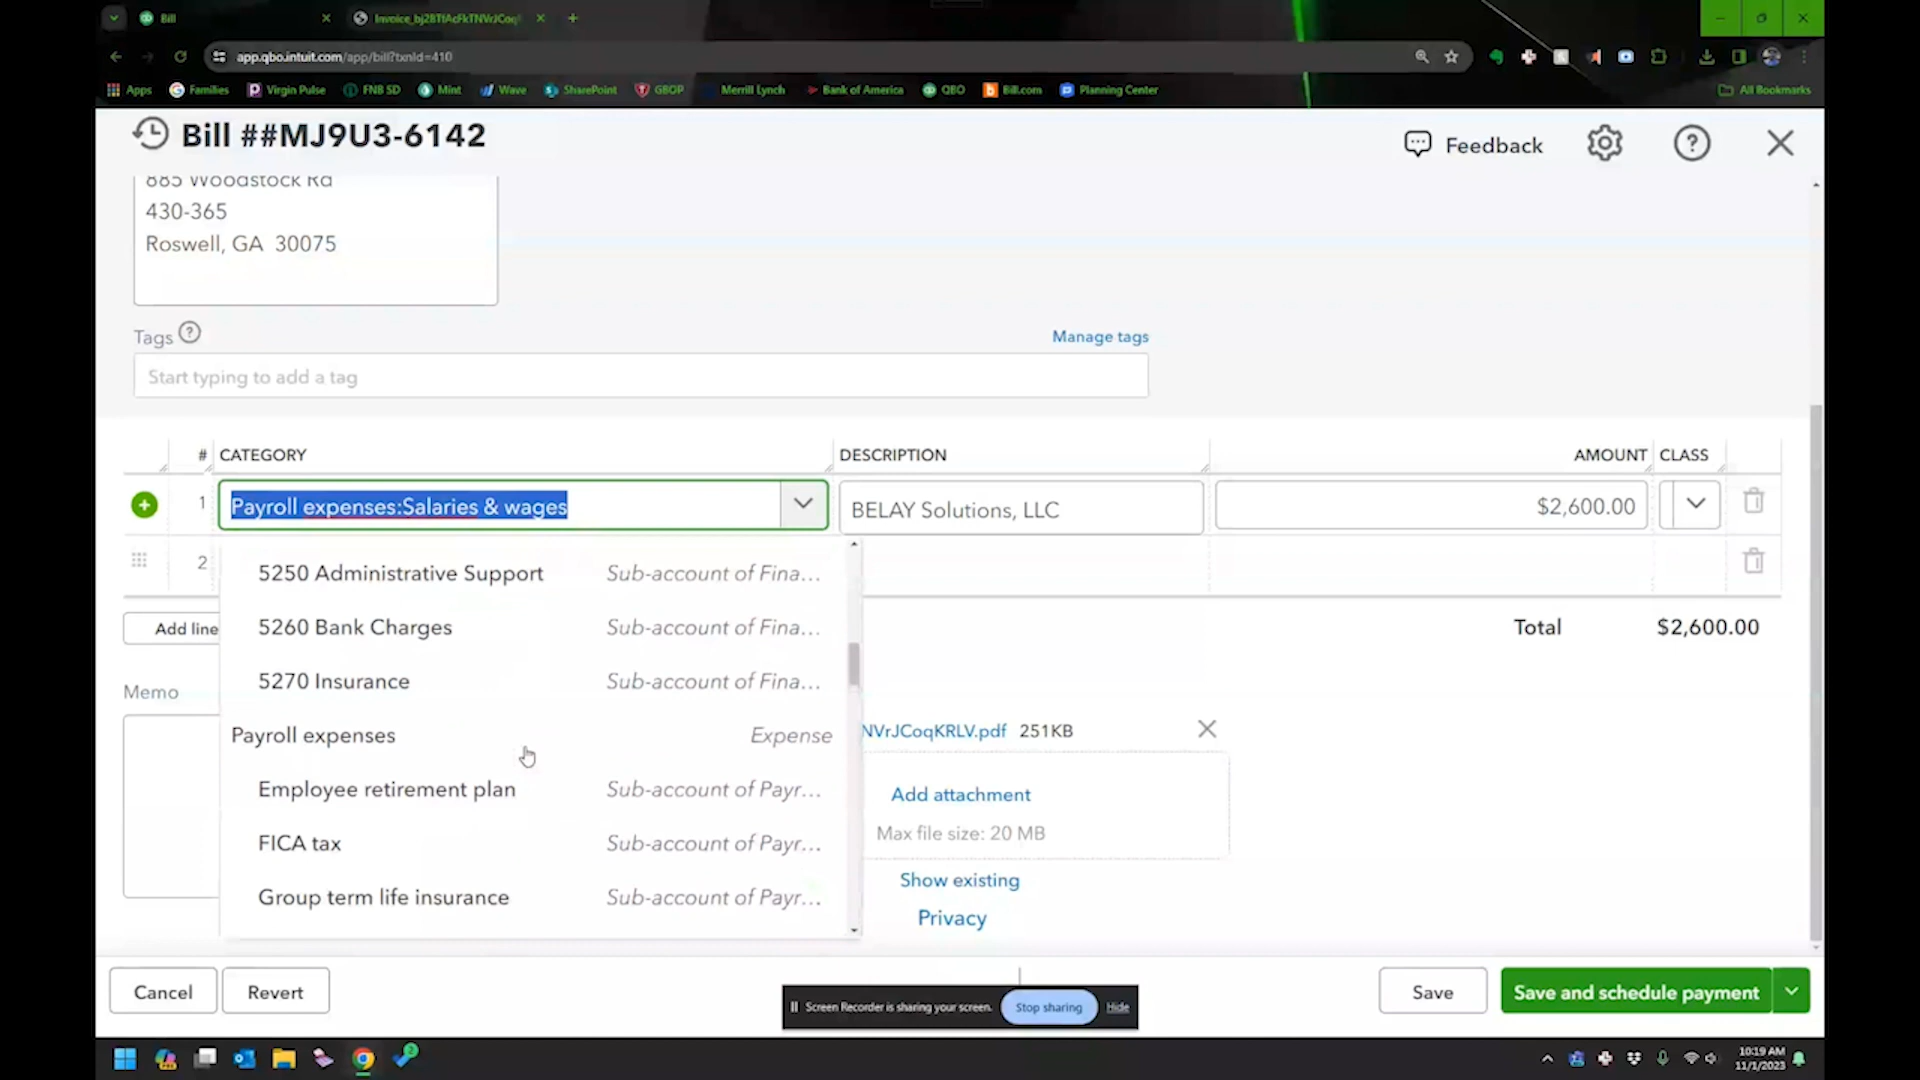 Bill
Invoice_bj2BTfAcFkTNVrJCoq
app.qbo.intuit.com/app/bill?txnId=410
Apps Families Virgin Pulse FNB SD Mint Wave SharePoint GBOP Merrill Lynch Bank of America QBO Bill.com Planning Center All Bookmarks
Bill ##MJ9U3-6142
Feedback
885 Woodstock Rd
430-365
Roswell, GA 30075
Tags
Manage tags
Start typing to add a tag
# CATEGORY DESCRIPTION AMOUNT CLASS
1 Payroll expenses:Salaries & wages BELAY Solutions, LLC $2,600.00
2
5250 Administrative Support Sub-account of Fina...
5260 Bank Charges Sub-account of Fina...
5270 Insurance Sub-account of Fina...
Payroll expenses Expense
Employee retirement plan Sub-account of Payr...
FICA tax Sub-account of Payr...
Group term life insurance Sub-account of Payr...
Add line
Total $2,600.00
Memo
NVrJCoqKRLV.pdf 251KB
Add attachment
Max file size: 20 MB
Show existing
Privacy
Cancel
Revert
Screen Recorder is sharing your screen. Stop sharing Hide
Save
Save and schedule payment
2
10:19 AM
11/1/2023